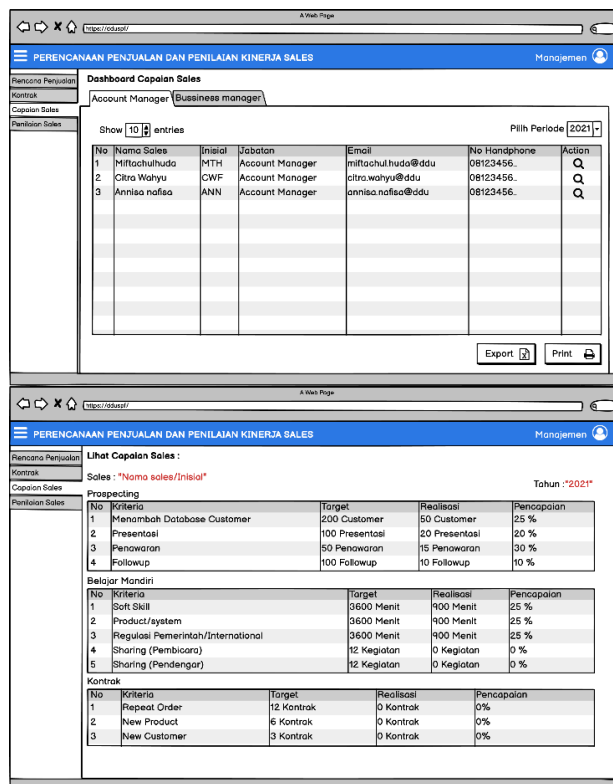 A Web Page
https://dduspl/
PERENCANAAN PENJUALAN DAN PENILAIAN KINERJA SALES Manajemen
Rencana Penjualan
Kontrak
Capaian Sales
Penilaian Sales
Dashboard Capaian Sales
Account Manager Bussiness manager
Show 10 entries Pilih Periode 2021
No Nama Sales Inisial Jabatan Email No Handphone Action
1 Miftachulhuda MTH Account Manager miftachul.huda@ddu 08123456..
2 Citra Wahyu CWF Account Manager citra.wahyu@ddu 08123456..
3 Annisa nafisa ANN Account Manager annisa.nafisa@ddu 08123456..
Export Print
A Web Page
https://dduspl/
PERENCANAAN PENJUALAN DAN PENILAIAN KINERJA SALES Manajemen
Rencana Penjualan
Kontrak
Capaian Sales
Penilaian Sales
Lihat Capaian Sales :
Sales : "Nama sales/Inisial"
Tahun :"2021"
Prospecting
No Kriteria Target Realisasi Pencapaian
1 Menambah Database Customer 200 Customer 50 Customer 25 %
2 Presentasi 100 Presentasi 20 Presentasi 20 %
3 Penawaran 50 Penawaran 15 Penawaran 30 %
4 Followup 100 Followup 10 Followup 10 %
Belajar Mandiri
No Kriteria Target Realisasi Pencapaian
1 Soft Skill 3600 Menit 900 Menit 25 %
2 Product/system 3600 Menit 900 Menit 25 %
3 Regulasi Pemerintah/International 3600 Menit 900 Menit 25 %
4 Sharing (Pembicara) 12 Kegiatan 0 Kegiatan 0 %
5 Sharing (Pendengar) 12 Kegiatan 0 Kegiatan 0 %
Kontrak
No Kriteria Target Realisasi Pencapaian
1 Repeat Order 12 Kontrak 0 Kontrak 0%
2 New Product 6 Kontrak 0 Kontrak 0%
3 New Customer 3 Kontrak 0 Kontrak 0%